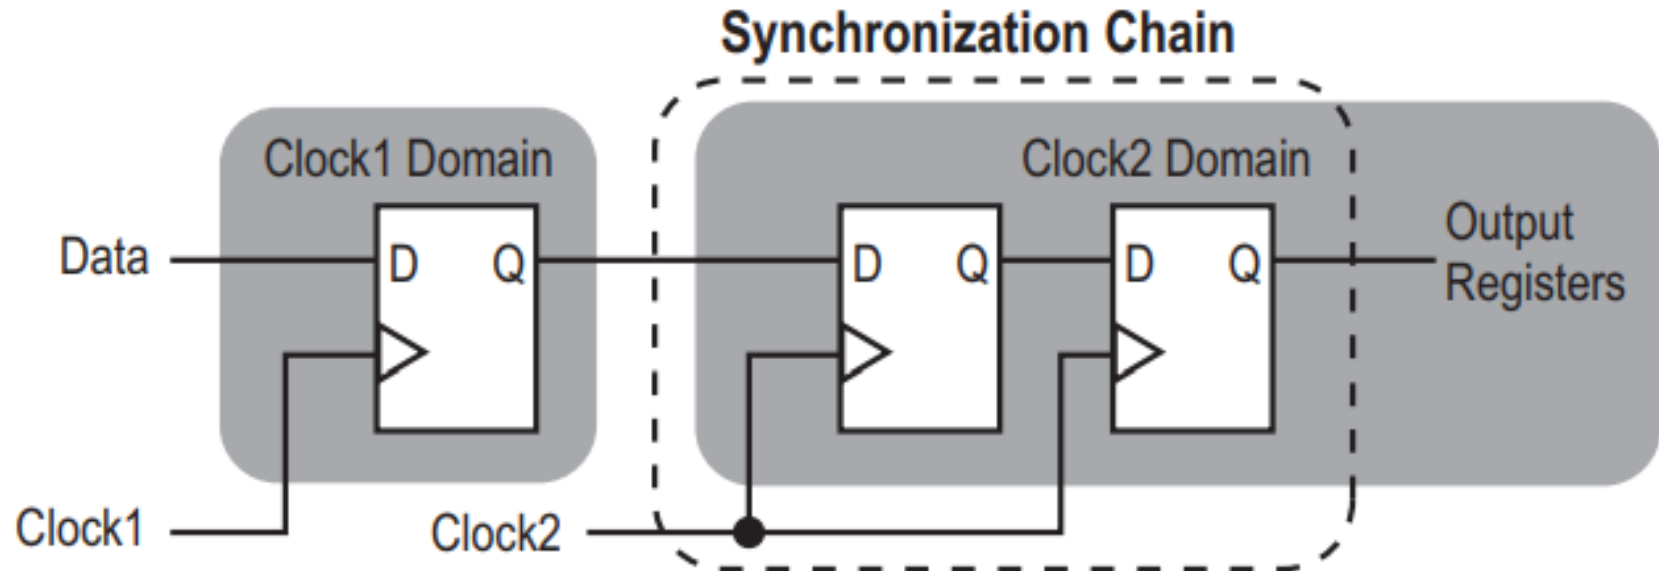 Synchronization Chain
Clock1 Domain
Clock2 Domain
Data
D Q
D Q
D Q
Output
Registers
Clock1
Clock2